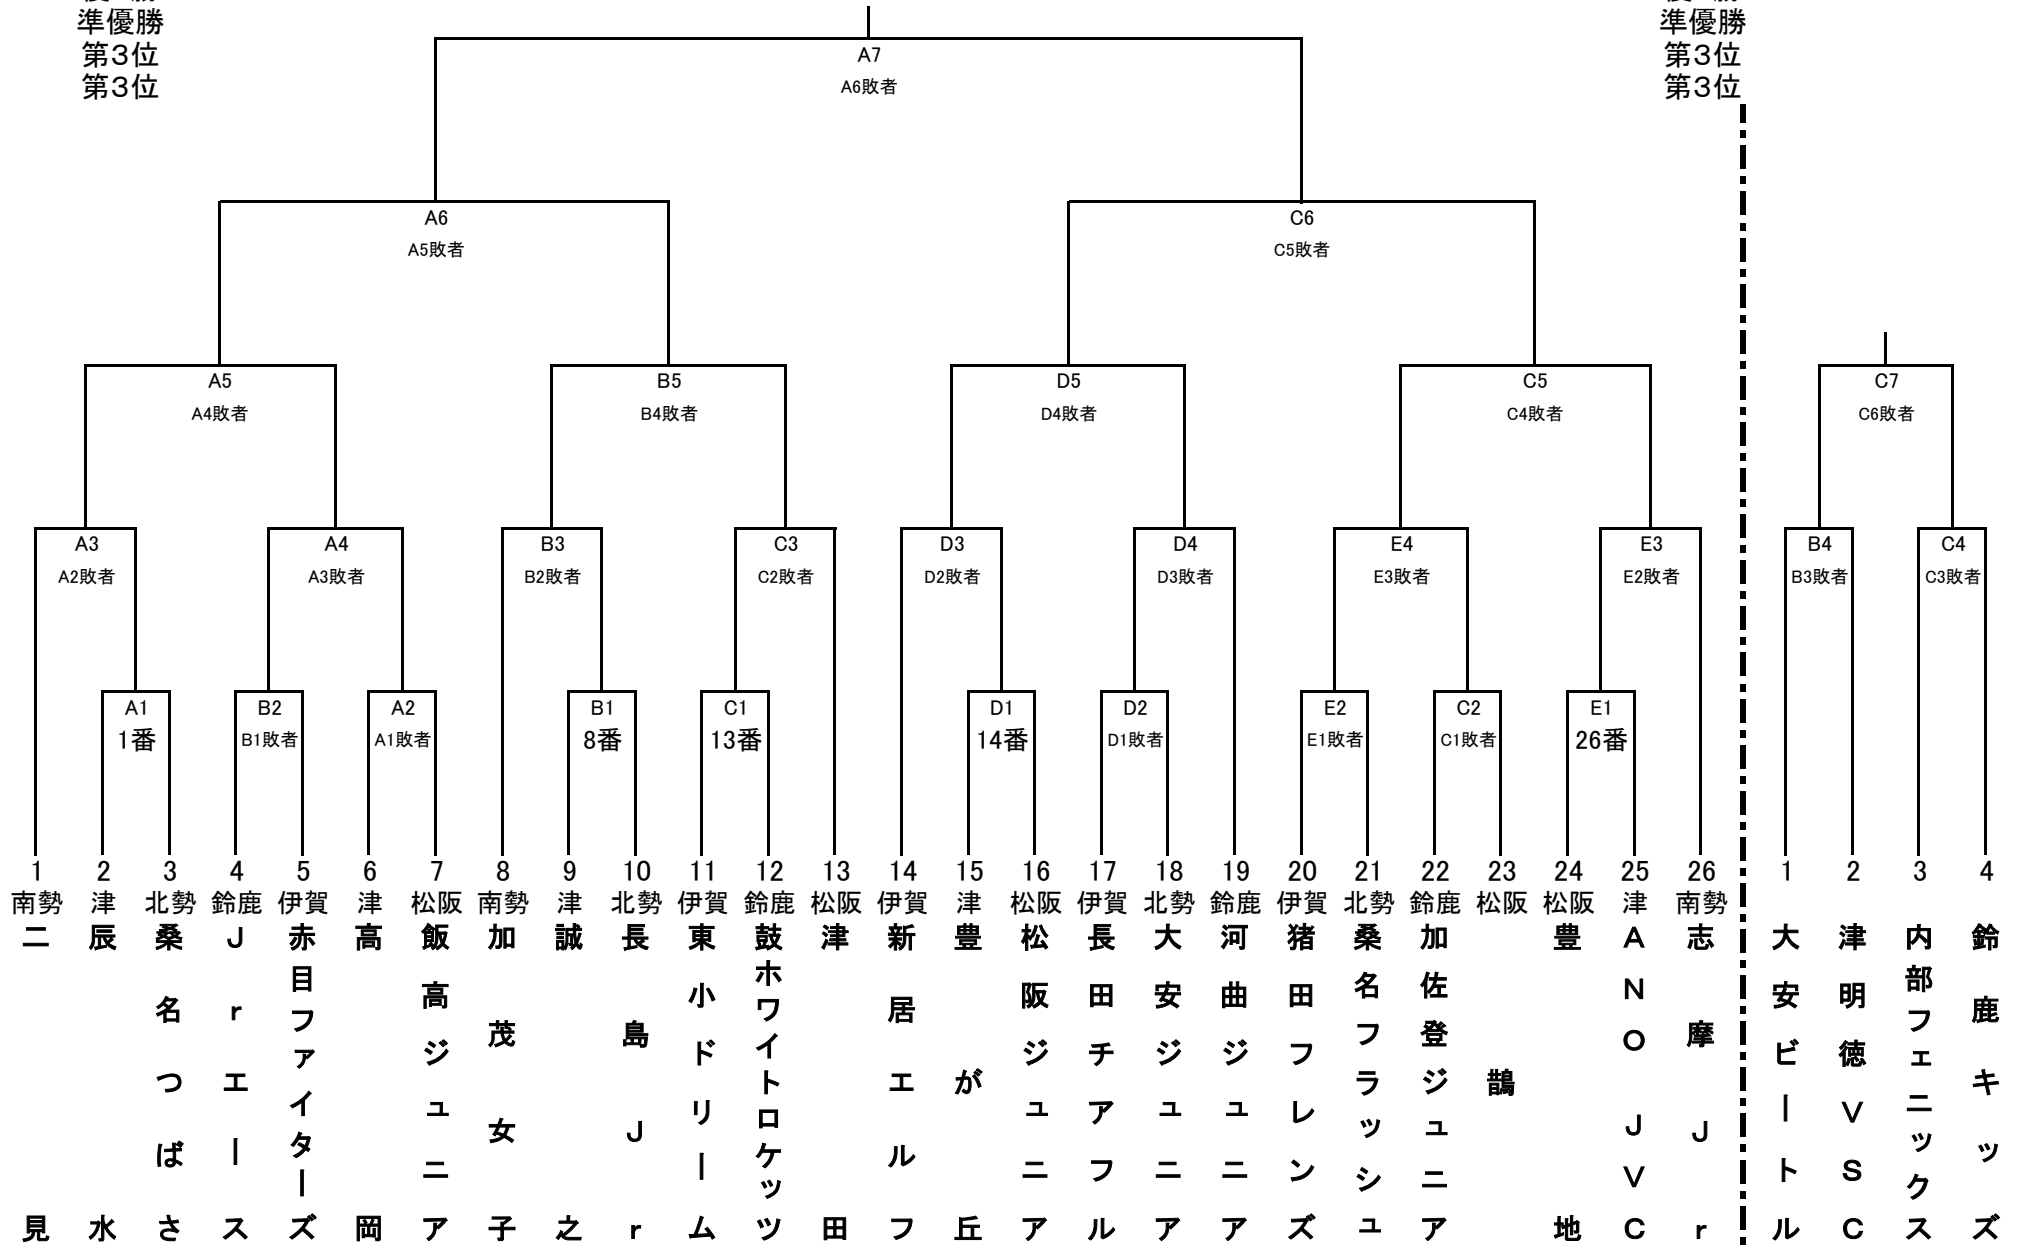 準優勝 準優勝
第3位 A7 第3位
第3位 A6敗者 第3位
A6 C6
A5敗者 C5敗者
A5 B5 D5 C5 C7
A4敗者 B4敗者 D4敗者 C4敗者 C6敗者
A3 A4 B3 C3 D3 D4 E4 E3 B4 C4
A2敗者 A3敗者 B2敗者 C2敗者 D2敗者 D3敗者 E3敗者 E2敗者 B3敗者 C3敗者
A1 B2 A2 B1 C1 D1 D2 E2 C2 E1
1番 B1敗者 A1敗者 8番 13番 14番 D1敗者 E1敗者 C1敗者 26番
1 2 3 4 5 6 7 8 9 10 11 12 13 14 15 16 17 18 19 20 21 22 23 24 25 26 1 2 3 4
南勢 津 北勢 鈴鹿 伊賀 津 松阪 南勢 津 北勢 伊賀 鈴鹿 松阪 伊賀 津 松阪 伊賀 北勢 鈴鹿 伊賀 北勢 鈴鹿 松阪 松阪 津 南勢
二見
辰水
桑名つばさ
Jrエース
赤目ファイターズ
高岡
飯高ジュニア
加茂女子
誠之
長島Jr
東小ドリーム
鼓ホワイトロケッツ
津田
新居エルフ
豊が丘
松阪ジュニア
長田チアフル
大安ジュニア
河曲ジュニア
猪田フレンズ
桑名フラッシュ
加佐登ジュニア
鵲
豊地
ANO JVC
志摩Jr
大安ビートル
津明徳VSC
内部フェニックス
鈴鹿キッズ